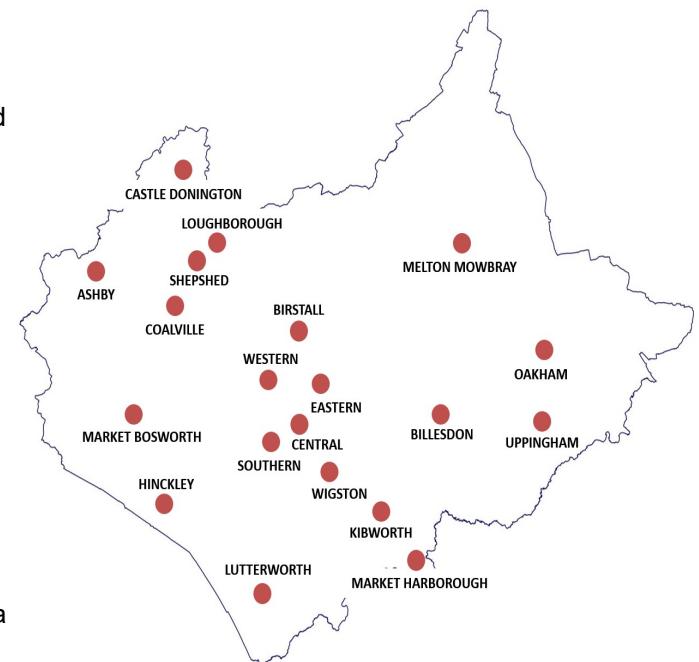 d
CASTLE DONINGTON
LOUGHBOROUGH
MELTON MOWBRAY
SHEPSHED
ASHBY
BIRSTALL
COALVILLE
WESTERN
OAKHAM
EASTERN
MARKET BOSWORTH
BILLESDON
CENTRAL
UPPINGHAM
SOUTHERN
HINCKLEY
WIGSTON
KIBWORTH
LUTTERWORTH
MARKET HARBOROUGH
a